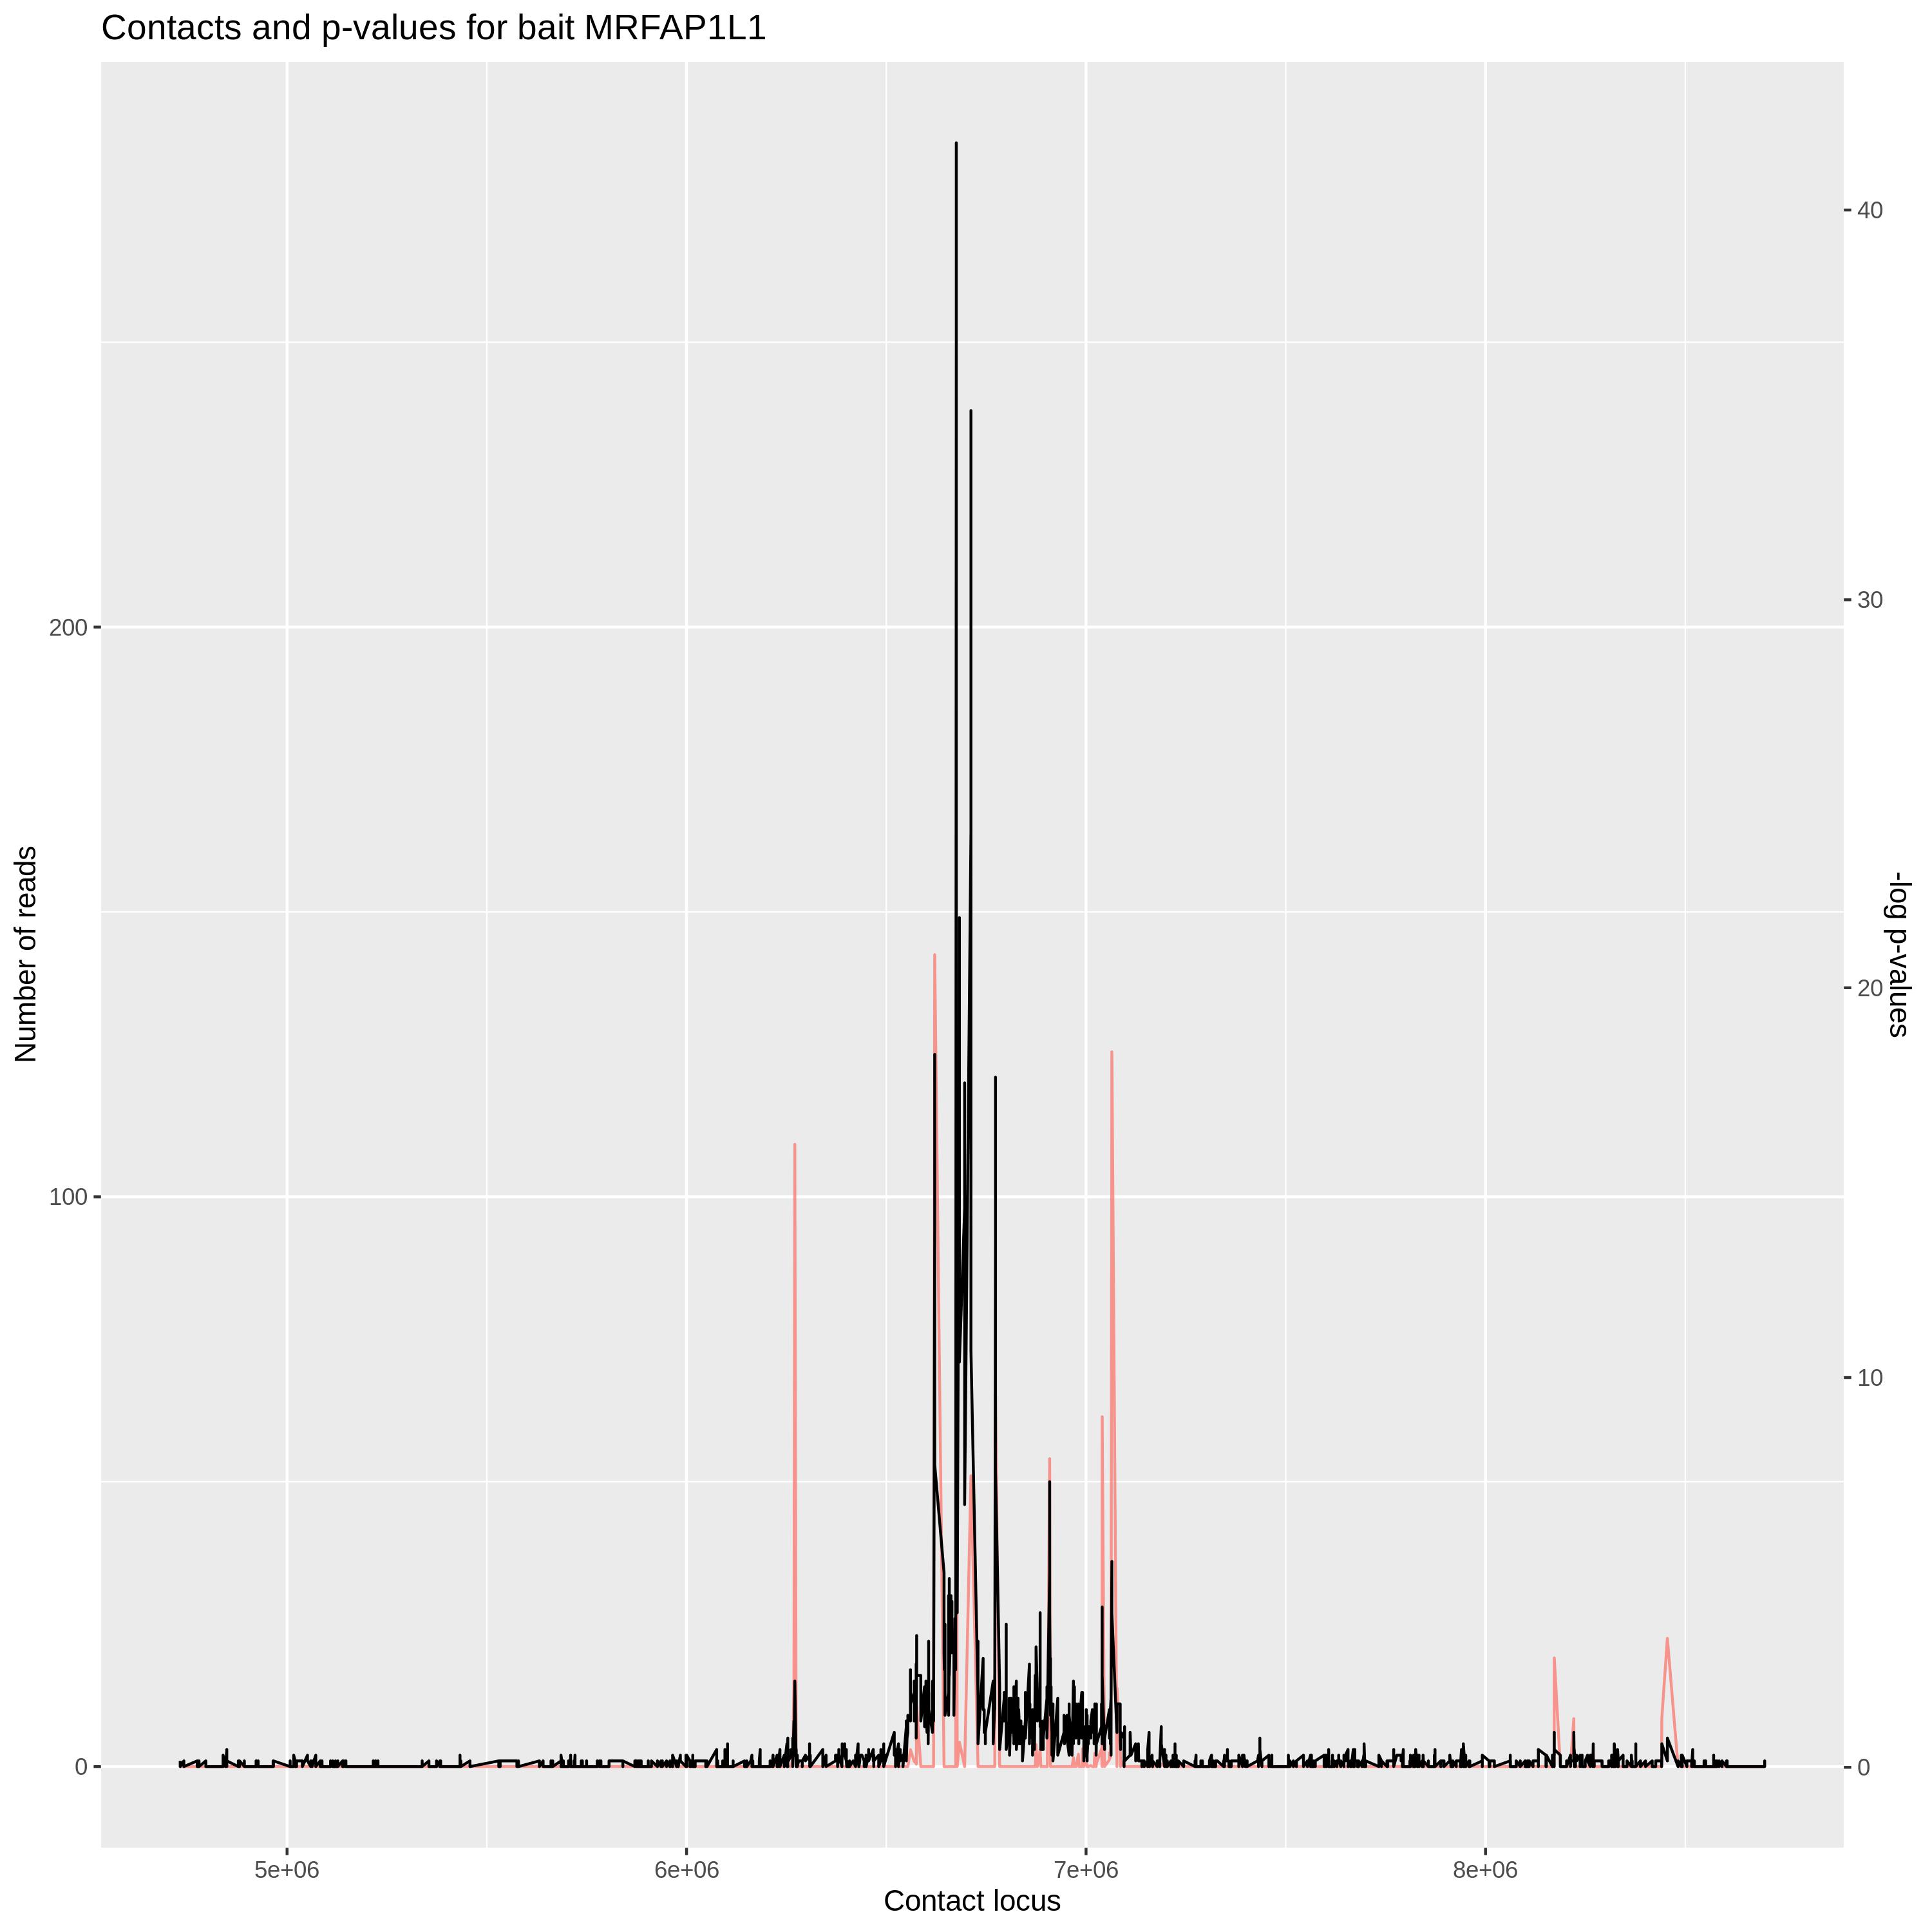 Contacts and p-values for bait MRFAP1L1
Number of reads
200
100
0
40
30
20
10
0
-log p-values
5e+06
6e+06
7e+06
8e+06
Contact locus